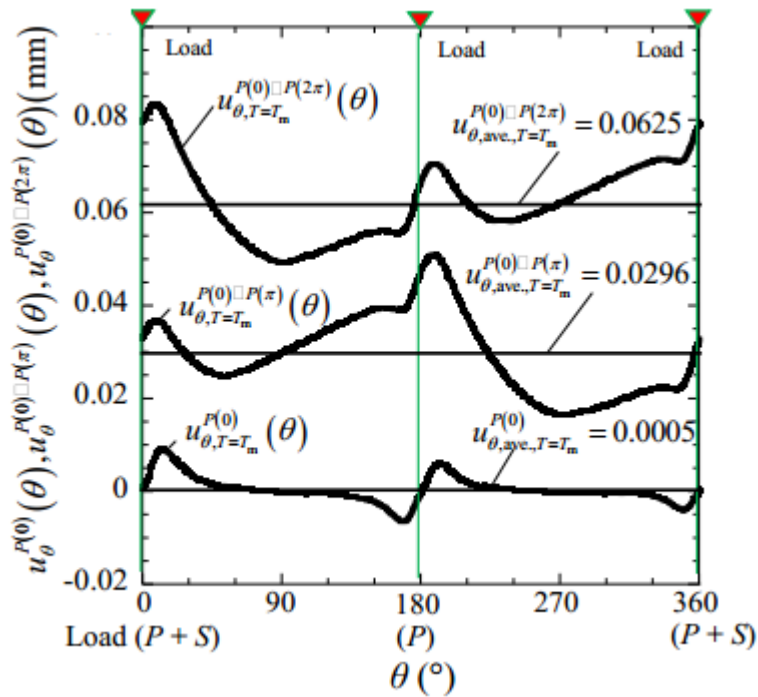 Load Load Load
u_{θ,T=T_m}^{P(0)□P(2π)}(θ)
u_{θ,ave.,T=T_m}^{P(0)□P(2π)} = 0.0625
u_{θ,T=T_m}^{P(0)□P(π)}(θ)
u_{θ,ave.,T=T_m}^{P(0)□P(π)} = 0.0296
u_{θ,T=T_m}^{P(0)}(θ)
u_{θ,ave.,T=T_m}^{P(0)} = 0.0005
u_θ^{P(0)}(θ), u_θ^{P(0)□P(π)}(θ), u_θ^{P(0)□P(2π)}(θ)(mm)
0.08
0.06
0.04
0.02
0
-0.02
0 90 180 270 360
Load (P + S) (P) (P + S)
θ (°)